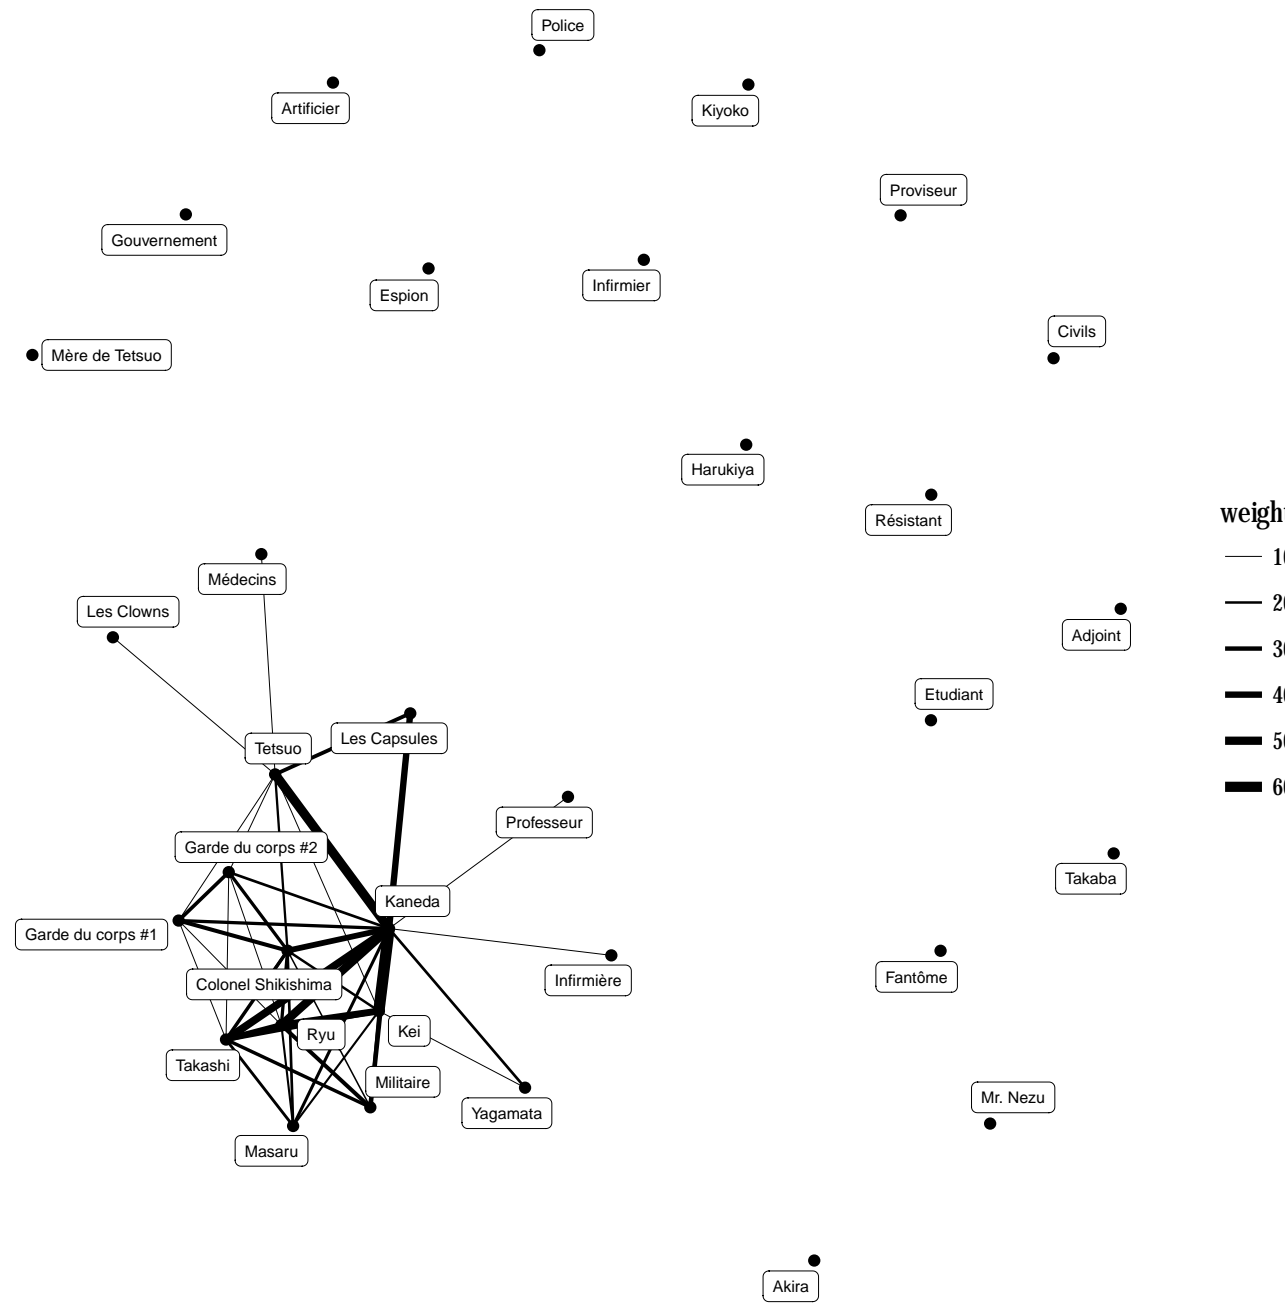 Police
Artificier
Kiyoko
Proviseur
Gouvernement
Infirmier
Espion
Civils
Mère de Tetsuo
Harukiya
Résistant
weigh
Médecins
Les Clowns
Adjoint
Etudiant
Les Capsules
Tetsuo
Professeur
Garde du corps #2
Takaba
Kaneda
Garde du corps #1
Fantôme
Infirmière
Colonel Shikishima
Ryu
Kei
Takashi
Militaire
Mr. Nezu
Yagamata
Masaru
Akira